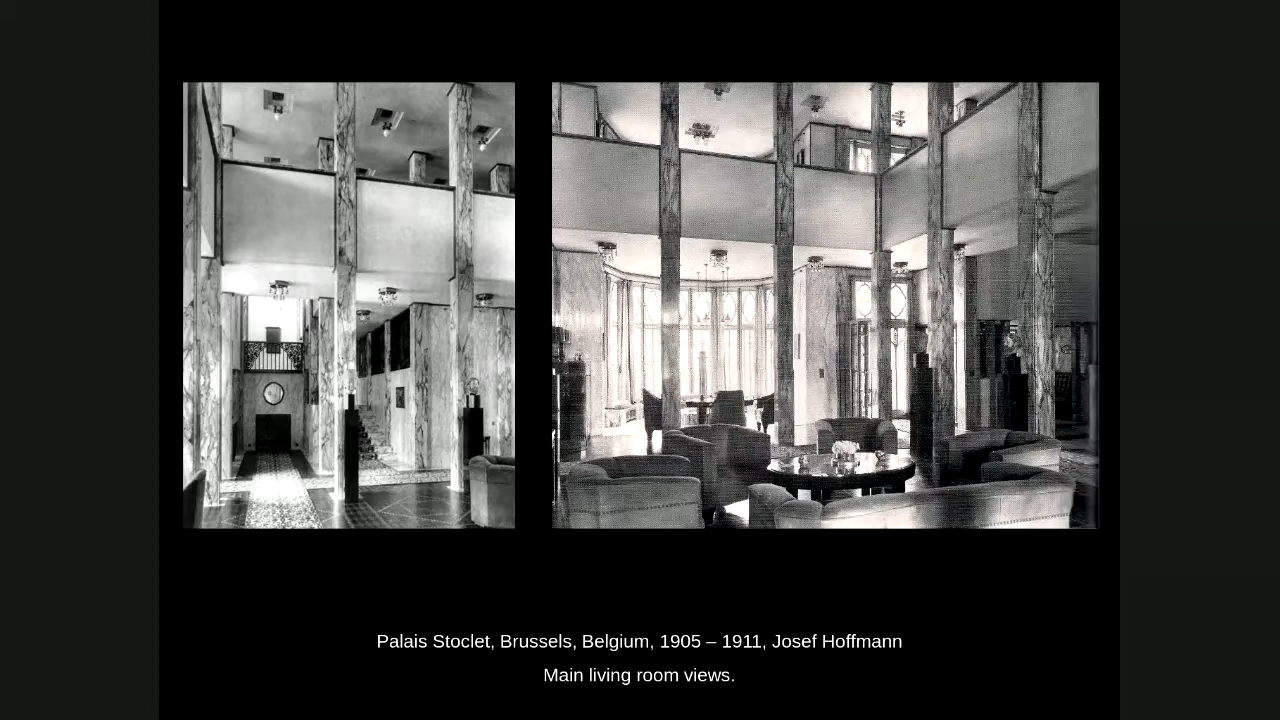 Palais Stoclet, Brussels, Belgium, 1905 – 1911, Josef Hoffmann
Main living room views.